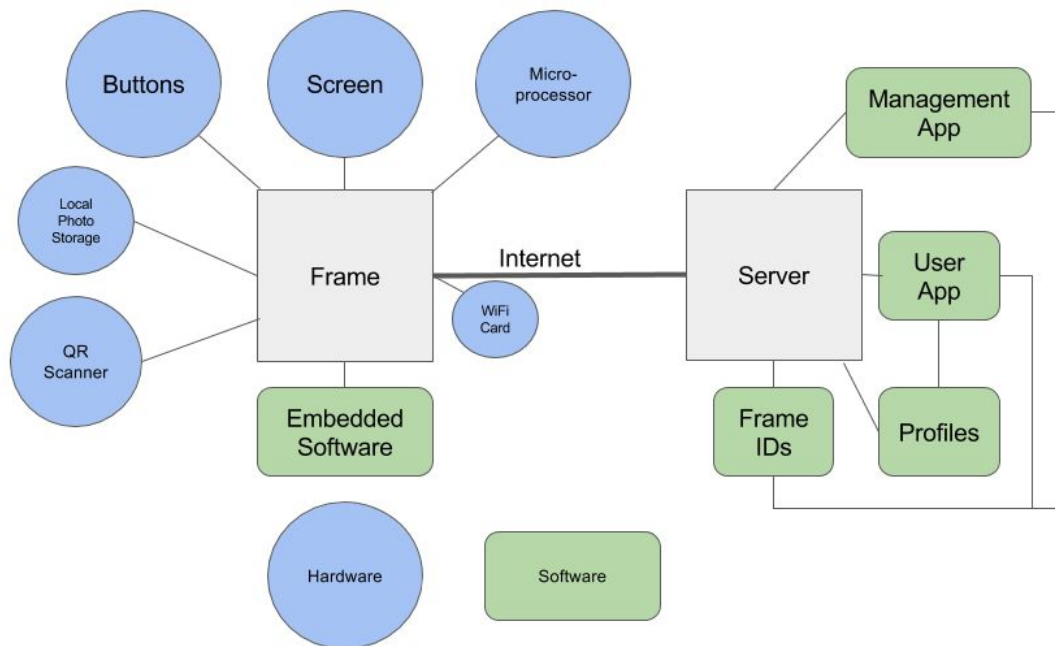 Buttons
Screen
Micro-
processor
Management
App
Local
Photo
Storage
Frame
Internet
Server
User
App
WiFi
Card
QR
Scanner
Embedded
Software
Frame
IDs
Profiles
Hardware
Software